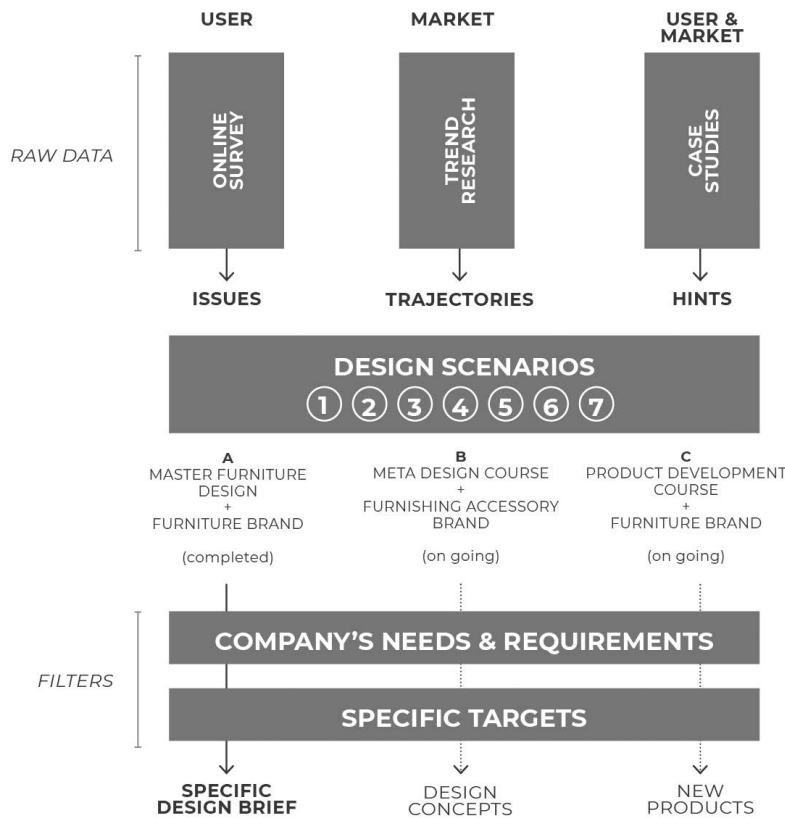 USER
MARKET
USER &
MARKET
RAW DATA
ONLINE
SURVEY
TREND
RESEARCH
CASE
STUDIES
ISSUES
TRAJECTORIES
HINTS
DESIGN SCENARIOS
1 2 3 4 5 6 7
A
MASTER FURNITURE
DESIGN
+
FURNITURE BRAND
(completed)
B
META DESIGN COURSE
+
FURNISHING ACCESSORY
BRAND
(on going)
C
PRODUCT DEVELOPMENT
COURSE
+
FURNITURE BRAND
(on going)
FILTERS
COMPANY’S NEEDS & REQUIREMENTS
SPECIFIC TARGETS
SPECIFIC
DESIGN BRIEF
DESIGN
CONCEPTS
NEW
PRODUCTS